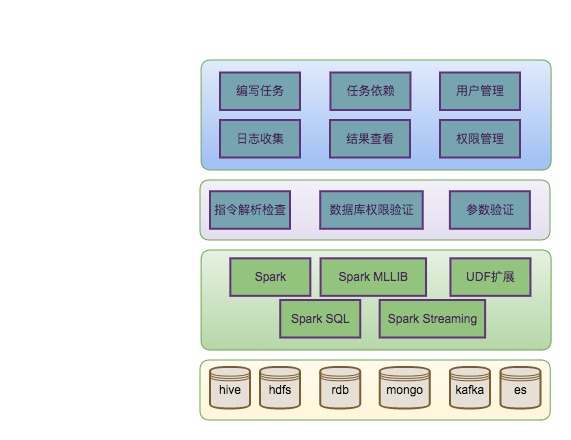 编写任务 任务依赖 用户管理
日志收集 结果查看 权限管理
指令解析检查 数据库权限验证 参数验证
Spark Spark MLLIB UDF扩展
Spark SQL Spark Streaming
hive hdfs rdb mongo kafka es